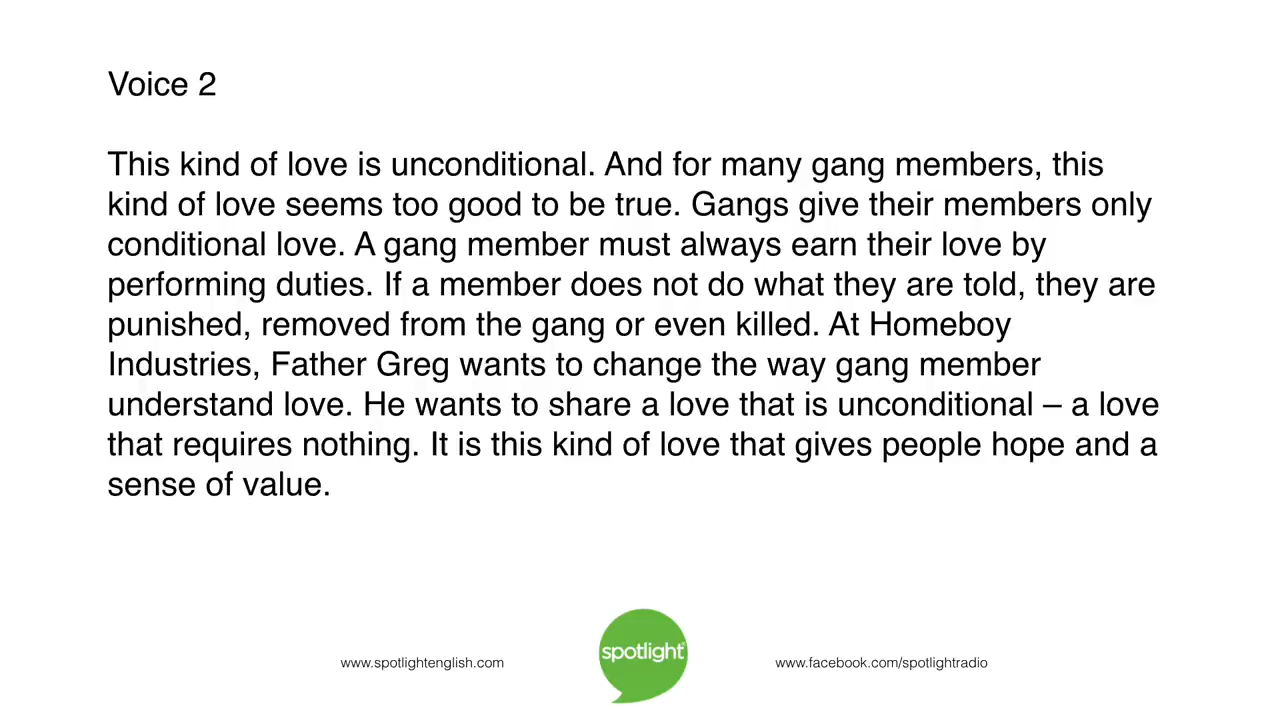 Voice 2
This kind of love is unconditional. And for many gang members, this
kind of love seems too good to be true. Gangs give their members only
conditional love. A gang member must always earn their love by
performing duties. If a member does not do what they are told, they are
punished, removed from the gang or even killed. At Homeboy
Industries, Father Greg wants to change the way gang member
understand love. He wants to share a love that is unconditional – a love
that requires nothing. It is this kind of love that gives people hope and a
sense of value.
www.spotlightenglish.com
spotlight®
www.facebook.com/spotlightradio